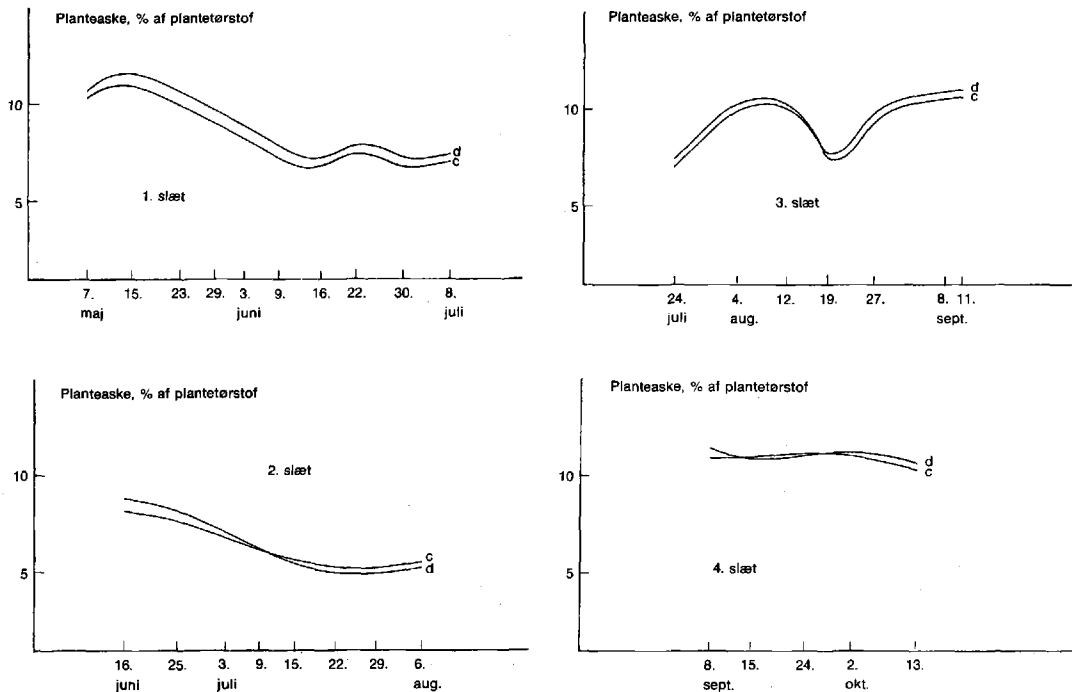 Planteaske, % af plantetørstof
10
5
d
c
1. slæt
7. 15. 23. 29. 3. 9. 16. 22. 30. 8.
maj juni juli
Planteaske, % af plantetørstof
10
5
d
c
3. slæt
24. 4. 12. 19. 27. 8. 11.
juli aug. sept.
Planteaske, % af plantetørstof
10
5
2. slæt
c
d
16. 25. 3. 9. 15. 22. 29. 6.
juni juli aug.
Planteaske, % af plantetørstof
10
5
d
c
4. slæt
8. 15. 24. 2. 13.
sept. okt.